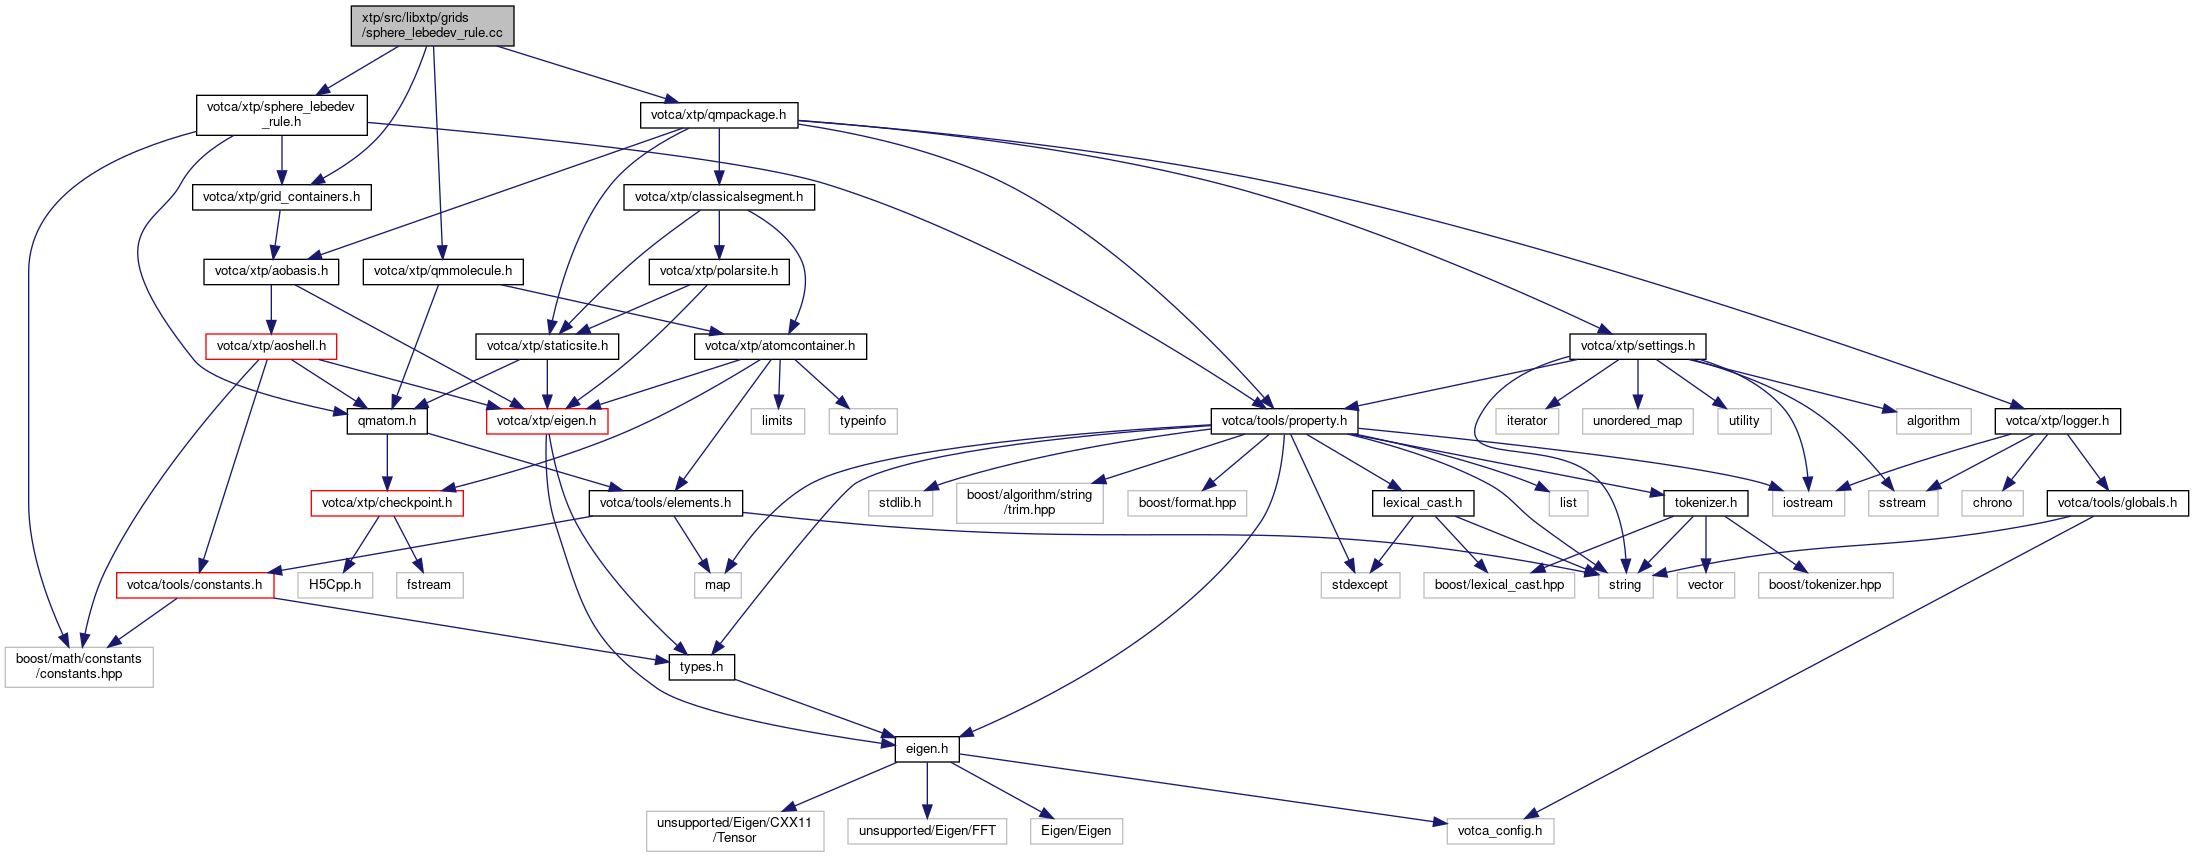 xtp/src/libxtp/grids
/sphere_lebedev_rule.cc
votca/xtp/sphere_lebedev
_rule.h
votca/xtp/qmpackage.h
votca/xtp/grid_containers.h
votca/xtp/classicalsegment.h
votca/xtp/aobasis.h
votca/xtp/qmmolecule.h
votca/xtp/polarsite.h
votca/xtp/aoshell.h
votca/xtp/staticsite.h
votca/xtp/atomcontainer.h
votca/xtp/settings.h
qmatom.h
votca/xtp/eigen.h
limits
typeinfo
votca/tools/property.h
iterator
unordered_map
utility
algorithm
votca/xtp/logger.h
votca/xtp/checkpoint.h
votca/tools/elements.h
stdlib.h
boost/algorithm/string
/trim.hpp
boost/format.hpp
lexical_cast.h
list
tokenizer.h
iostream
sstream
chrono
votca/tools/globals.h
votca/tools/constants.h
H5Cpp.h
fstream
map
stdexcept
boost/lexical_cast.hpp
string
vector
boost/tokenizer.hpp
boost/math/constants
/constants.hpp
types.h
eigen.h
unsupported/Eigen/CXX11
/Tensor
unsupported/Eigen/FFT
Eigen/Eigen
votca_config.h